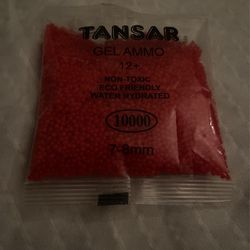 TANSAR
GEL AMMO
12+
NON-TOXIC
ECO FRIENDLY
WATER HYDRATED
10000
7-8mm